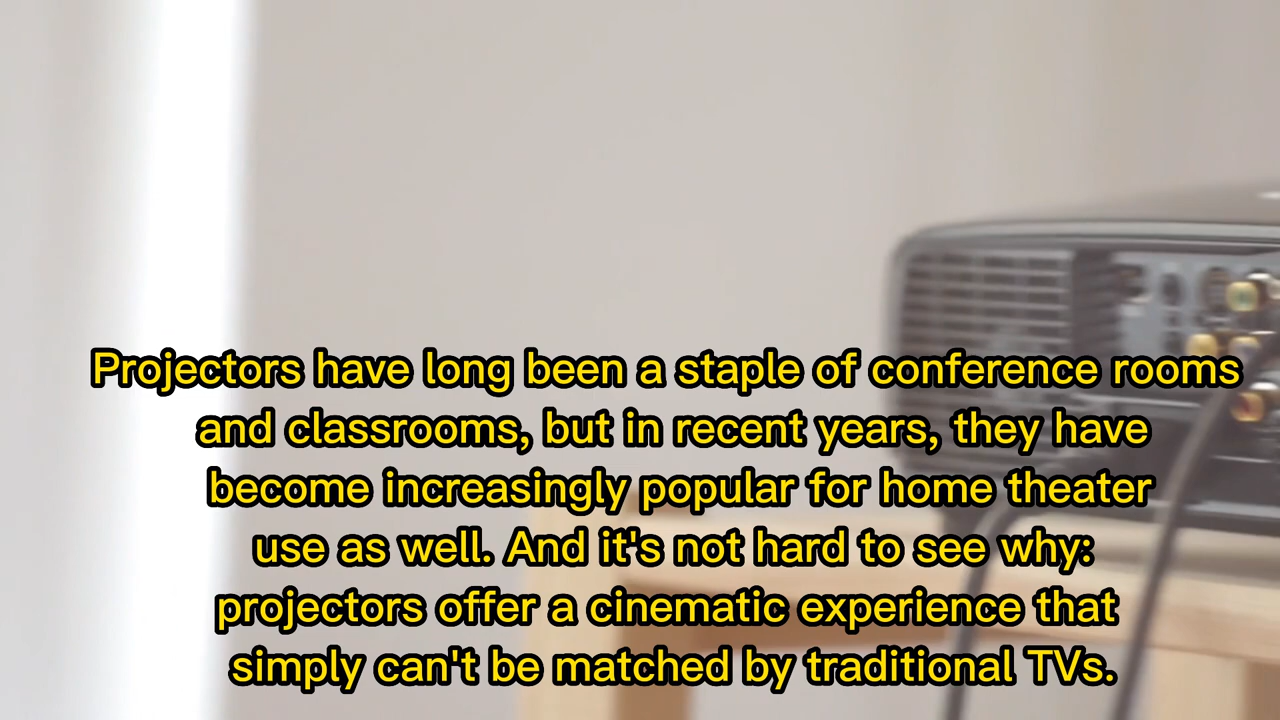 Projectors have long been a staple of conference rooms
and classrooms, but in recent years, they have
become increasingly popular for home theater
use as well. And it's not hard to see why:
projectors offer a cinematic experience that
simply can't be matched by traditional TVs.